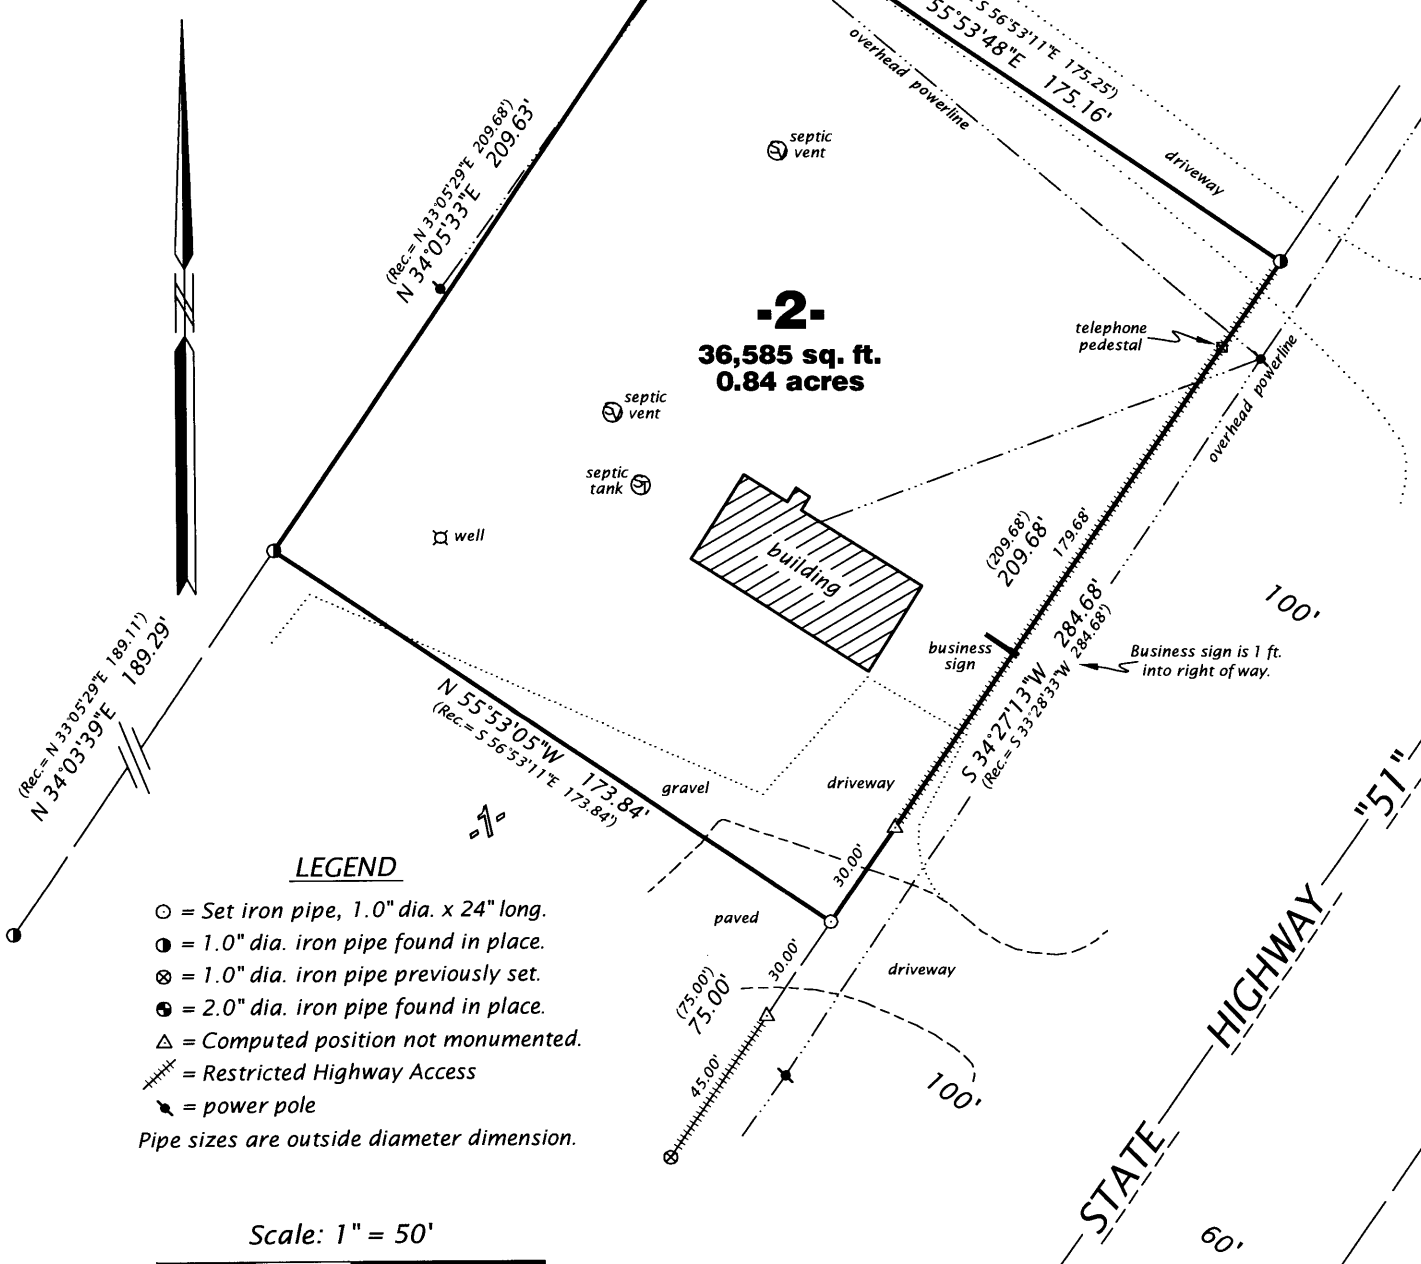 S 56°53'11"E 175.25')
55°53'48"E 175.16'
overhead powerline
driveway
septic
vent
(Rec.= N 33°05'29"E 209.68')
N 34°05'33"E 209.63'
-2-
36,585 sq. ft.
0.84 acres
telephone
pedestal
overhead powerline
septic
vent
septic
tank
well
building
(209.68')
209.68'
179.68'
100'
business
sign
Business sign is 1 ft.
into right of way.
S 34°27'13"W 284.68'
(Rec.= S 33°28'33"W 284.68')
(Rec.= N 33°05'29"E 189.11')
N 34°03'39"E 189.29'
N 55°53'05"W 173.84'
(Rec.= S 56°53'11"E 173.84')
gravel
driveway
-1-
30.00'
paved
driveway
30.00'
(75.00')
75.00'
45.00'
100'
STATE HIGHWAY "51"
60'
LEGEND
= Set iron pipe, 1.0" dia. x 24" long.
= 1.0" dia. iron pipe found in place.
= 1.0" dia. iron pipe previously set.
= 2.0" dia. iron pipe found in place.
= Computed position not monumented.
= Restricted Highway Access
= power pole
Pipe sizes are outside diameter dimension.
Scale: 1" = 50'